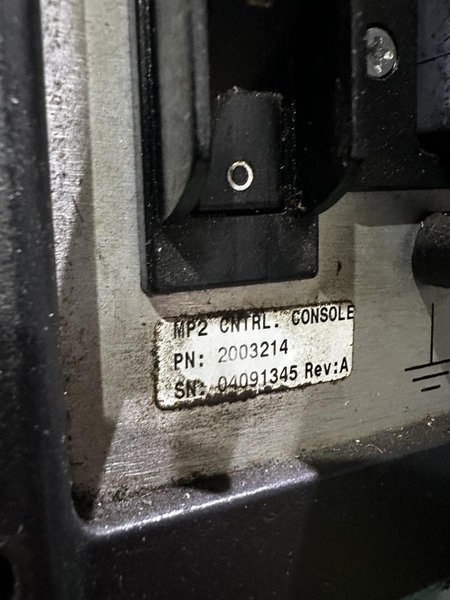 MP2 CNTRL. CONSOLE
PN: 2003214
SN: 04091345 Rev:A